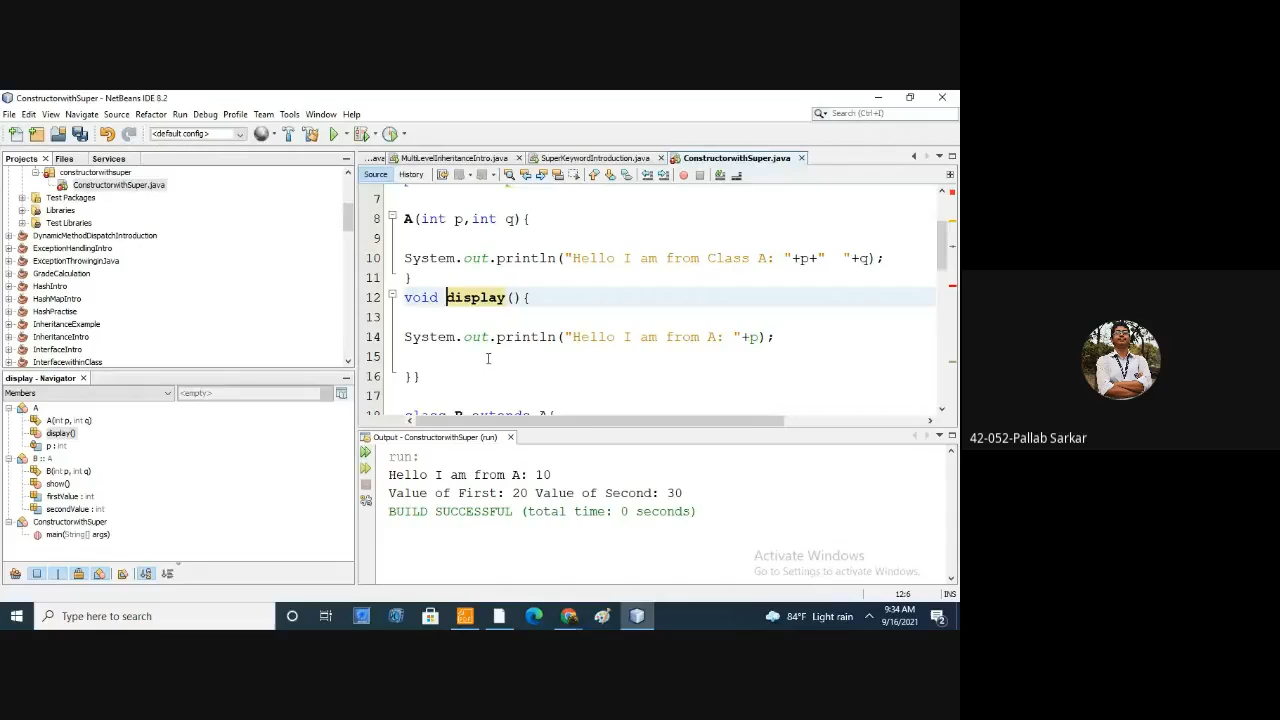 ConstructorwithSuper - NetBeans IDE 8.2
File Edit View Navigate Source Refactor Run Debug Profile Team Tools Window Help
Search (Ctrl+I)
<default config>
Projects Files Services
constructorwithsuper
ConstructorwithSuper.java
Test Packages
Libraries
Test Libraries
DynamicMethodDispatchIntroduction
ExceptionHandlingIntro
ExceptionThrowinginJava
GradeCalculation
HashIntro
HashMapIntro
HashPractise
InheritanceExample
InheritanceIntro
InterfaceIntro
InterfacewithinClass
...ava MultiLevelInheritanceIntro.java SuperKeywordIntroduction.java ConstructorwithSuper.java
Source History
7
8 A(int p,int q){
9
10 System.out.println("Hello I am from Class A: "+p+"  "+q);
11 }
12 void display(){
13
14 System.out.println("Hello I am from A: "+p);
15
16 }}
17
18 class B extends A{
display - Navigator
Members <empty>
A
A(int p, int q)
display()
p : int
B :: A
B(int p, int q)
show()
firstValue : int
secondValue : int
ConstructorwithSuper
main(String[] args)
Output - ConstructorwithSuper (run)
run:
Hello I am from A: 10
Value of First: 20 Value of Second: 30
BUILD SUCCESSFUL (total time: 0 seconds)
Activate Windows
Go to Settings to activate Windows.
12:6 INS
Type here to search
84°F Light rain
9:34 AM
9/16/2021
2
42-052-Pallab Sarkar